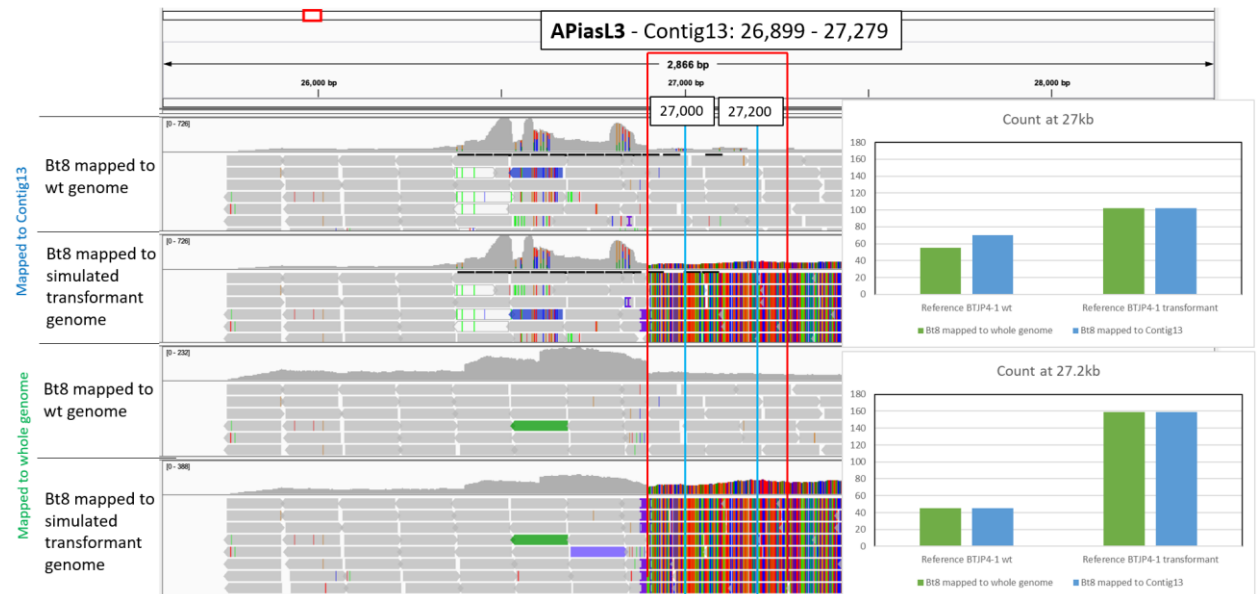 APiasL3 - Contig13: 26,899 - 27,279
2,866 bp
26,000 bp
27,000 bp
28,000 bp
27,000
27,200
Mapped to Contig13
Bt8 mapped to
wt genome
[0 - 726]
Bt8 mapped to
simulated
transformant
genome
[0 - 726]
Mapped to whole genome
Bt8 mapped to
wt genome
[0 - 232]
Bt8 mapped to
simulated
transformant
genome
[0 - 388]
Count at 27kb
180
160
140
120
100
80
60
40
20
0
Reference BTJP4-1 wt
Reference BTJP4-1 transformant
Bt8 mapped to whole genome
Bt8 mapped to Contig13
Count at 27.2kb
180
160
140
120
100
80
60
40
20
0
Reference BTJP4-1 wt
Reference BTJP4-1 transformant
Bt8 mapped to whole genome
Bt8 mapped to Contig13